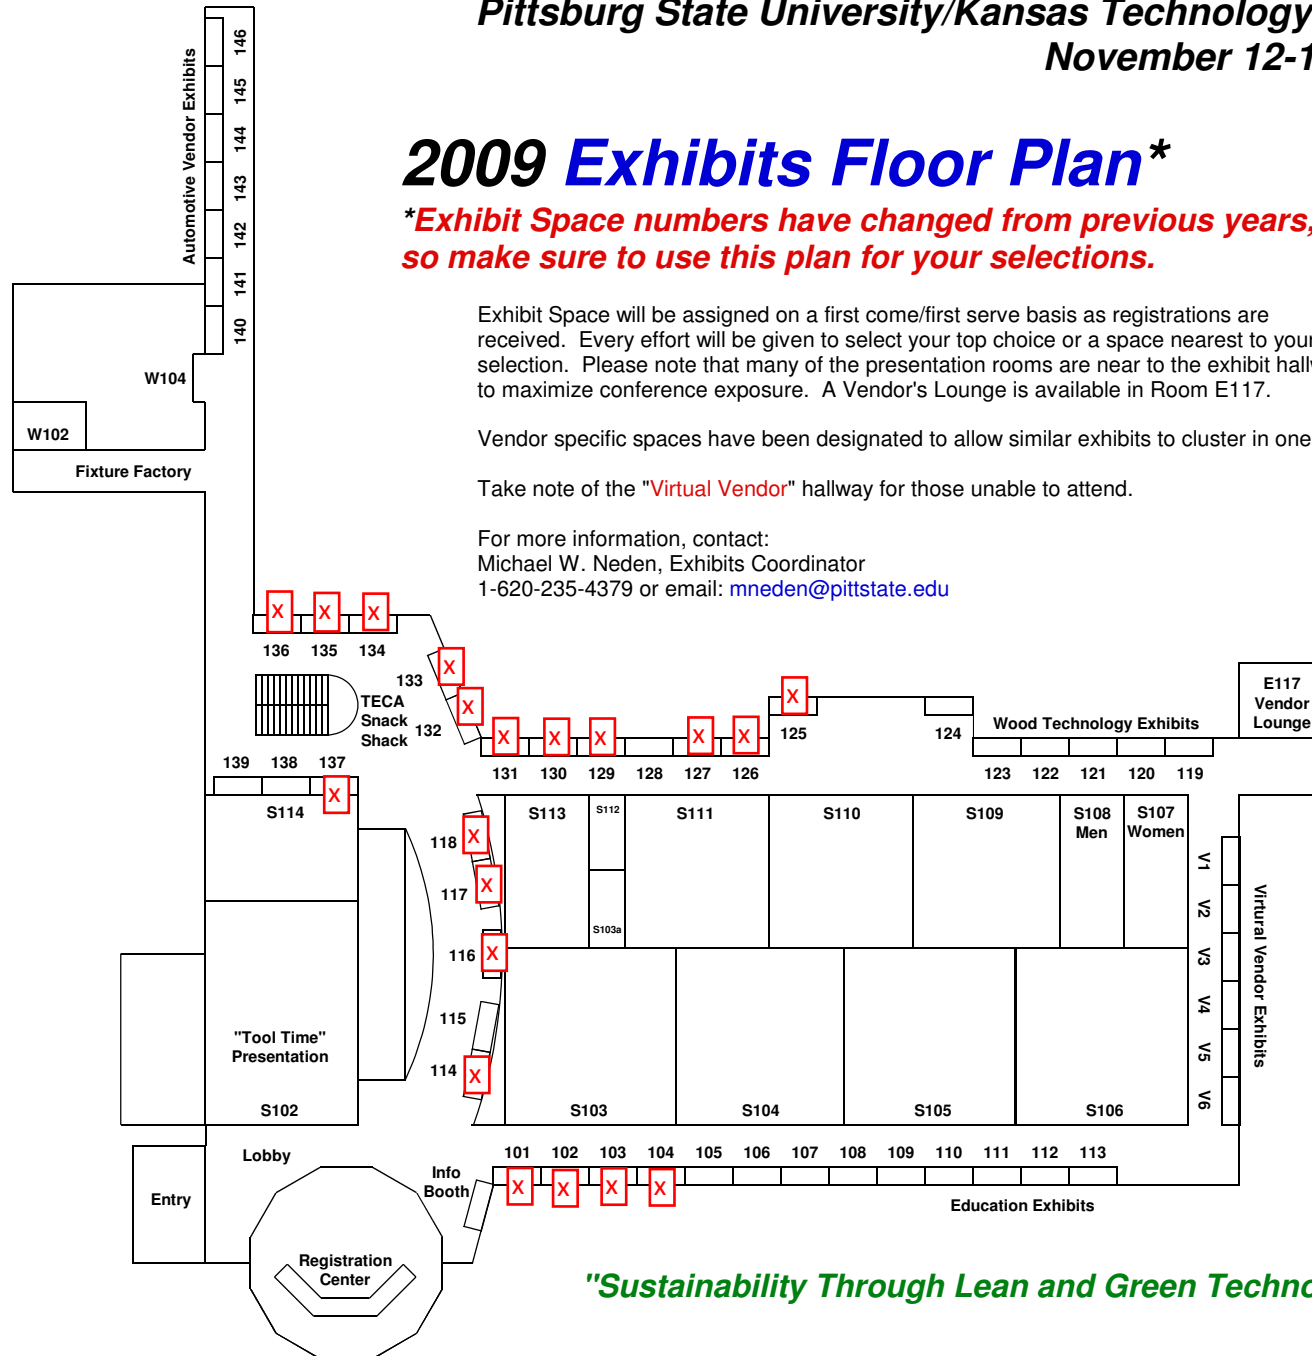 Pittsburg State University/Kansas Technology
November 12-1
2009 Exhibits Floor Plan*
*Exhibit Space numbers have changed from previous years,
so make sure to use this plan for your selections.
Exhibit Space will be assigned on a first come/first serve basis as registrations are
received.  Every effort will be given to select your top choice or a space nearest to your
selection.  Please note that many of the presentation rooms are near to the exhibit hallw
to maximize conference exposure.  A Vendor's Lounge is available in Room E117.
Vendor specific spaces have been designated to allow similar exhibits to cluster in one
Take note of the "Virtual Vendor" hallway for those unable to attend.
For more information, contact:
Michael W. Neden, Exhibits Coordinator
1-620-235-4379 or email: mneden@pittstate.edu
Automotive Vendor Exhibits
146
145
144
143
142
141
140
W104
W102
Fixture Factory
X X X
136 135 134
X
133
X
132
TECA
Snack
Shack
X X X X X
131 130 129 128 127 126
X
125
124
Wood Technology Exhibits
123 122 121 120 119
E117
Vendor
Lounge
139 138 137
X
S114
118 X
117 X
116 X
115
114 X
S113
S112
S103a
S111
S110
S109
S108
Men
S107
Women
V1
V2
V3
V4
V5
V6
Virtural Vendor Exhibits
"Tool Time"
Presentation
S102
S103
S104
S105
S106
Lobby
Entry
Info
Booth
101 102 103 104 105 106 107 108 109 110 111 112 113
X X X X
Education Exhibits
Registration
Center
"Sustainability Through Lean and Green Techno